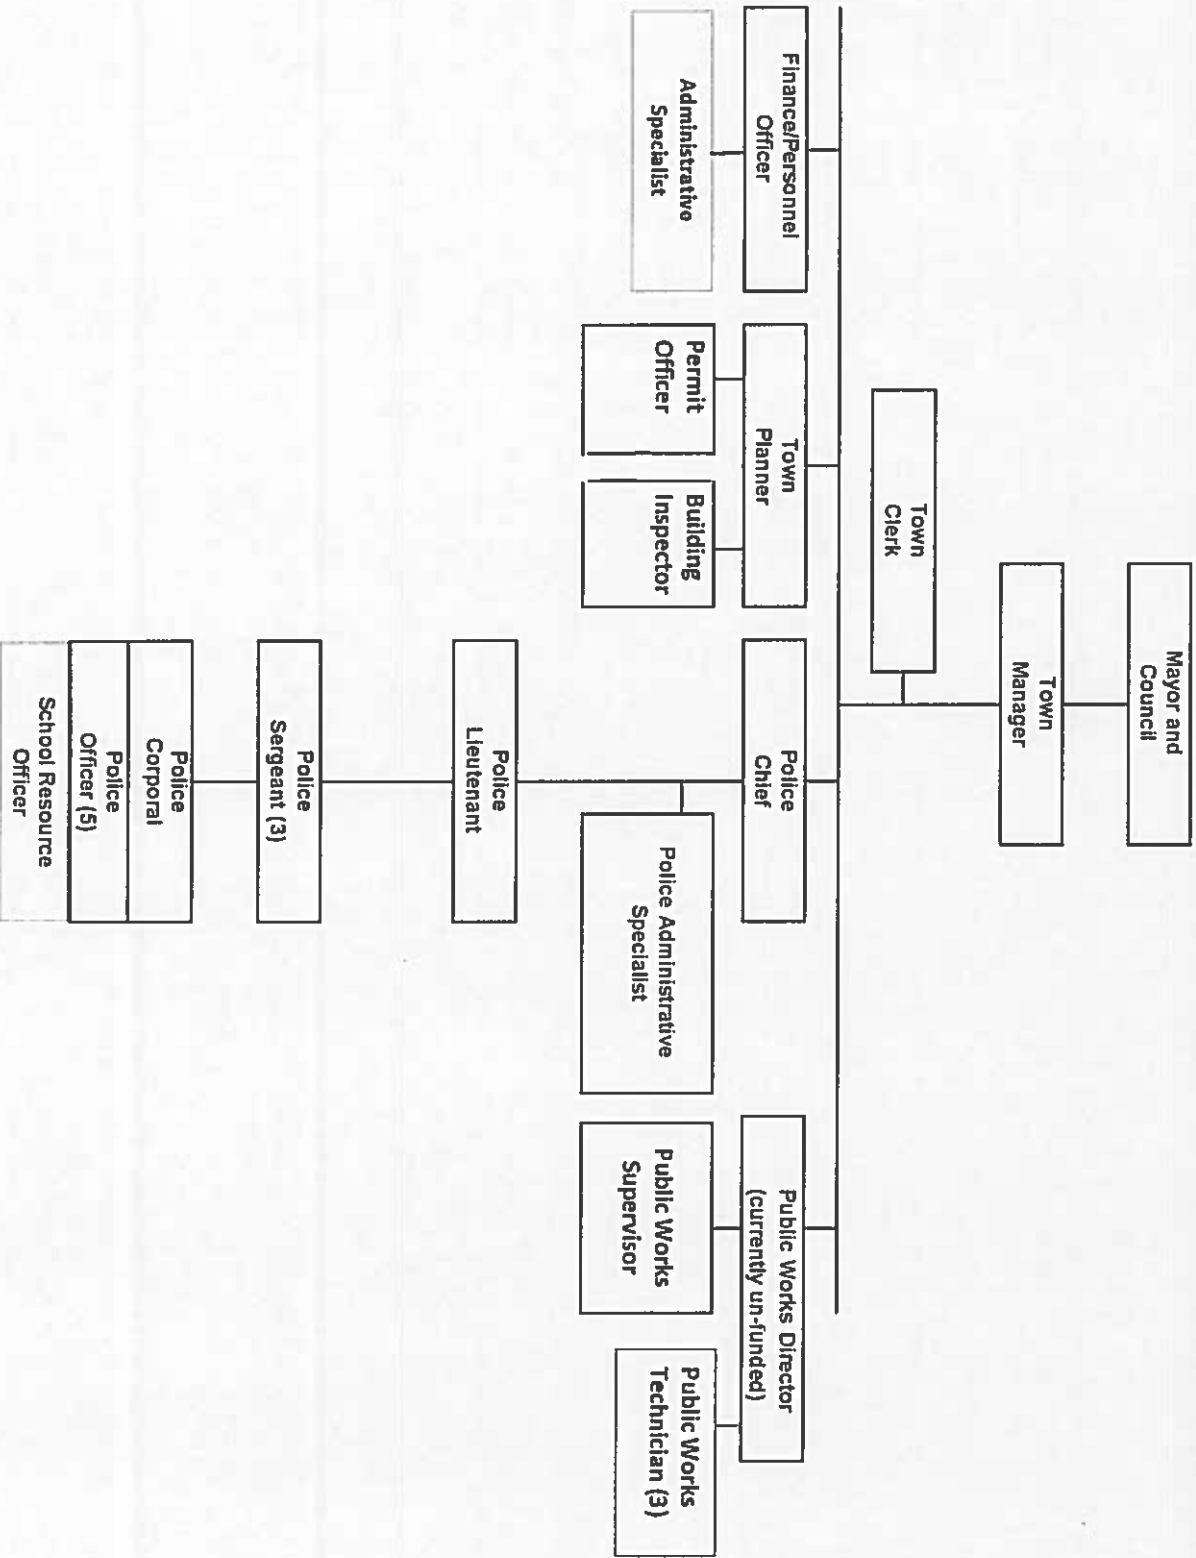 Mayor and
Council
Town
Manager
Town
Clerk
Finance/Personnel
Officer
Town
Planner
Police
Chief
Public Works Director
(currently un-funded)
Administrative
Specialist
Permit
Officer
Building
Inspector
Police Administrative
Specialist
Public Works
Supervisor
Public Works
Technician (3)
Police
Lieutenant
Police
Sergeant (3)
Police
Corporal
Police
Officer (5)
School Resource
Officer